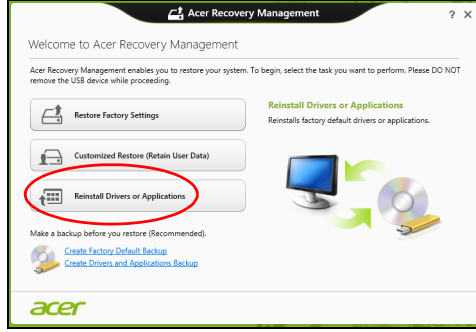 Acer Recovery Management
? ×
Welcome to Acer Recovery Management
Acer Recovery Management enables you to restore your system. To begin, select the task you want to perform. Please DO NOT
remove the USB device while proceeding.
Restore Factory Settings
Customized Restore (Retain User Data)
Reinstall Drivers or Applications
Reinstall Drivers or Applications
Reinstalls factory default drivers or applications.
Make a backup before you restore (Recommended).
Create Factory Default Backup
Create Drivers and Applications Backup
acer